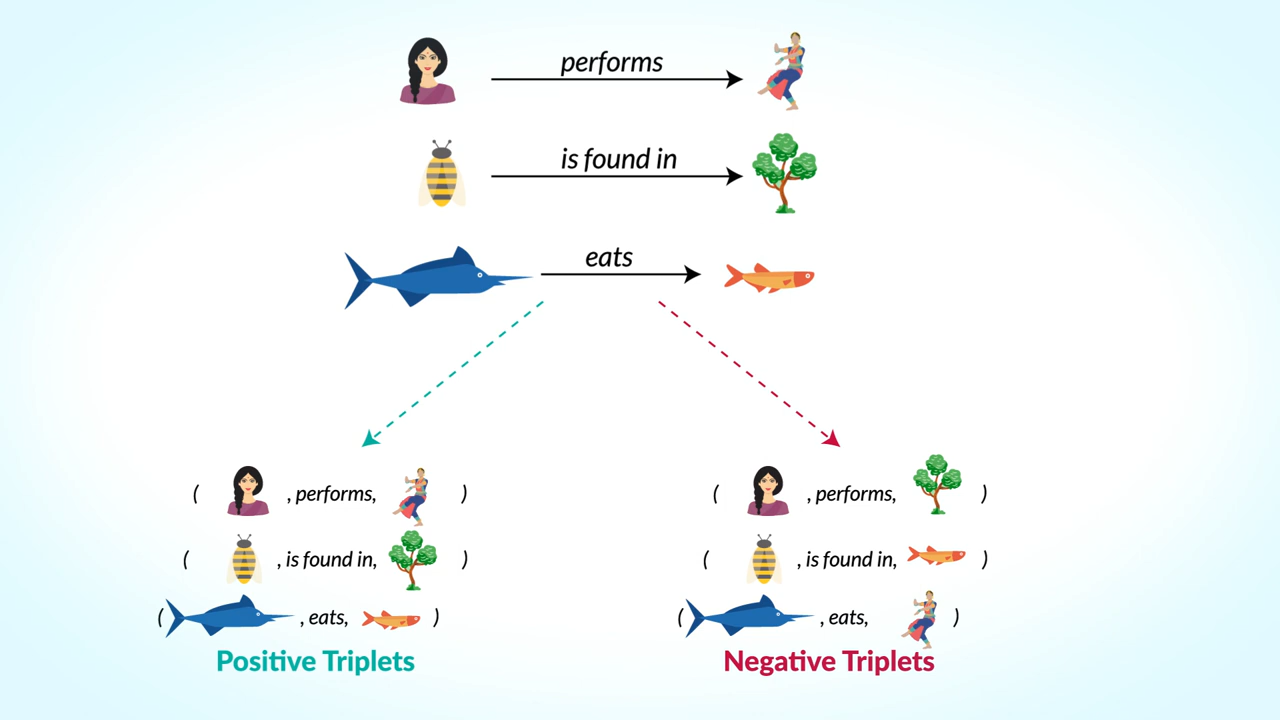 performs
is found in
eats
( , performs, )
( , performs, )
( , is found in, )
( , is found in, )
( , eats, )
( , eats, )
Positive Triplets
Negative Triplets